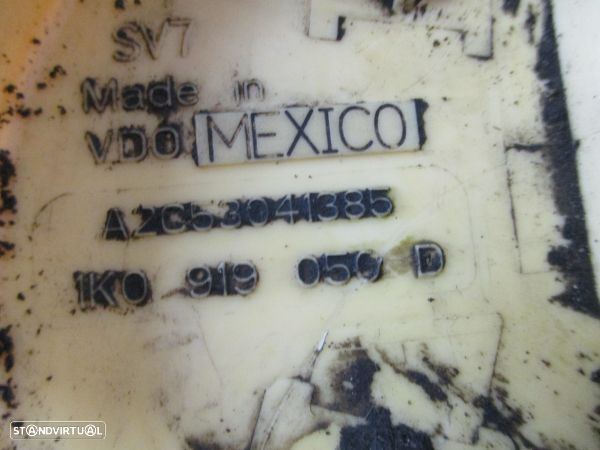 SV7
Made in
VDO MEXICO
A2C53041385
1K0 919 050 D
STANDVIRTUAL